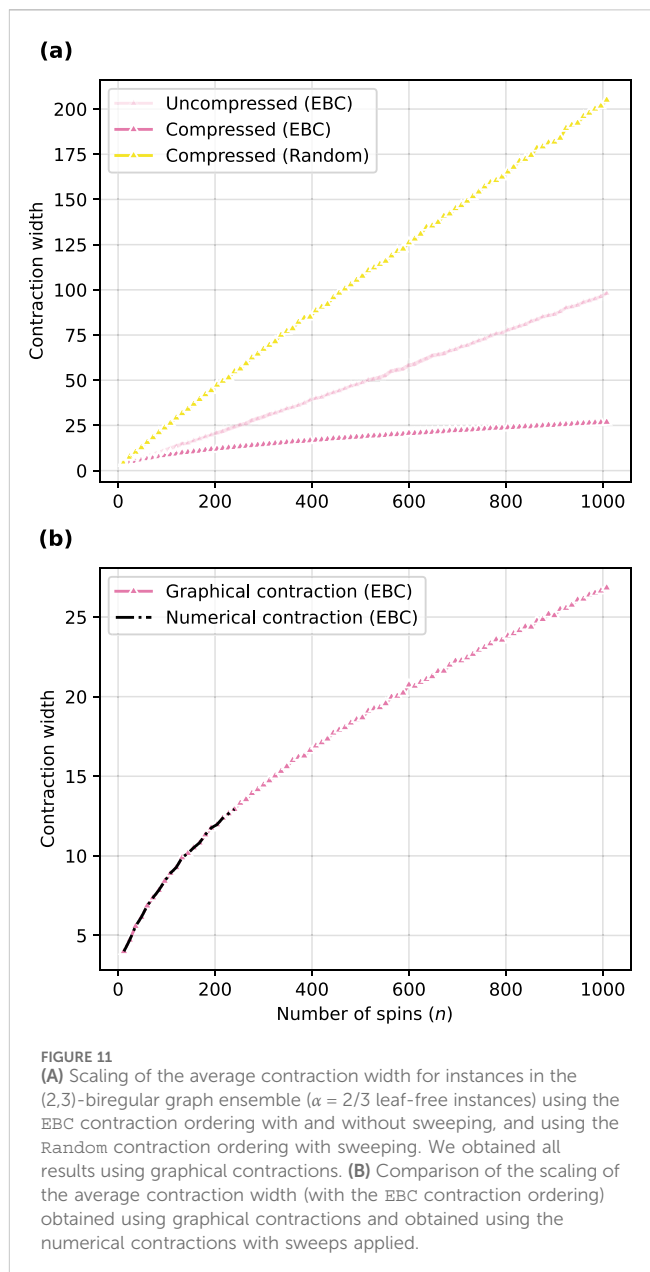 (a)
Uncompressed (EBC)
Compressed (EBC)
Compressed (Random)
Contraction width
200
175
150
125
100
75
50
25
0
0 200 400 600 800 1000
(b)
Graphical contraction (EBC)
Numerical contraction (EBC)
Contraction width
25
20
15
10
5
0 200 400 600 800 1000
Number of spins (n)
FIGURE 11
(A) Scaling of the average contraction width for instances in the
(2,3)-biregular graph ensemble (α = 2/3 leaf-free instances) using the
EBC contraction ordering with and without sweeping, and using the
Random contraction ordering with sweeping. We obtained all
results using graphical contractions. (B) Comparison of the scaling of
the average contraction width (with the EBC contraction ordering)
obtained using graphical contractions and obtained using the
numerical contractions with sweeps applied.